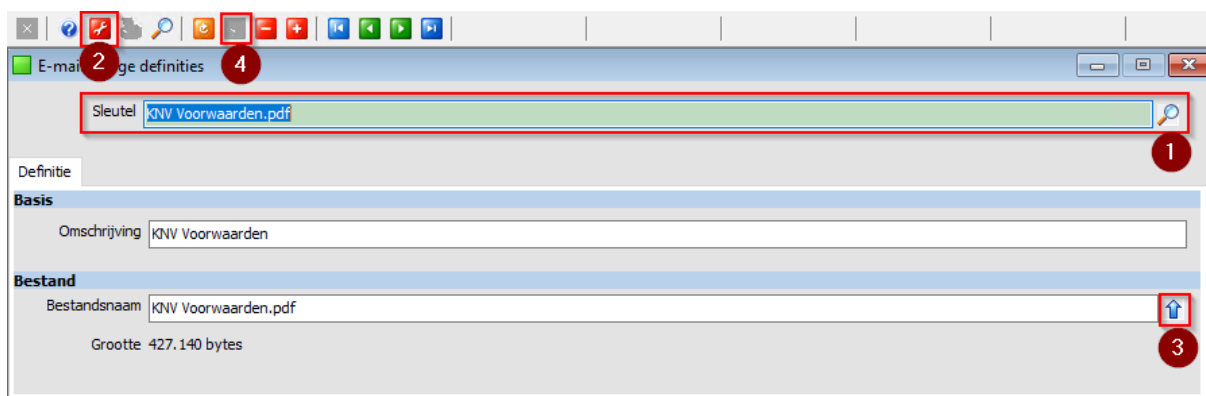 2
4
E-mai ge definities
Sleutel KNV Voorwaarden.pdf
1
Definitie
Basis
Omschrijving KNV Voorwaarden
Bestand
Bestandsnaam KNV Voorwaarden.pdf
3
Grootte 427.140 bytes